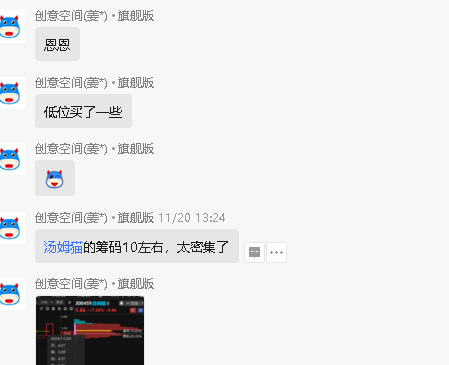 创意空间(姜*) • 旗舰版
恩恩
创意空间(姜*) • 旗舰版
低位买了一些
创意空间(姜*) • 旗舰版
创意空间(姜*) • 旗舰版 11/20 13:24
汤姆猫的筹码10左右，太密集了
创意空间(姜*) • 旗舰版
300459